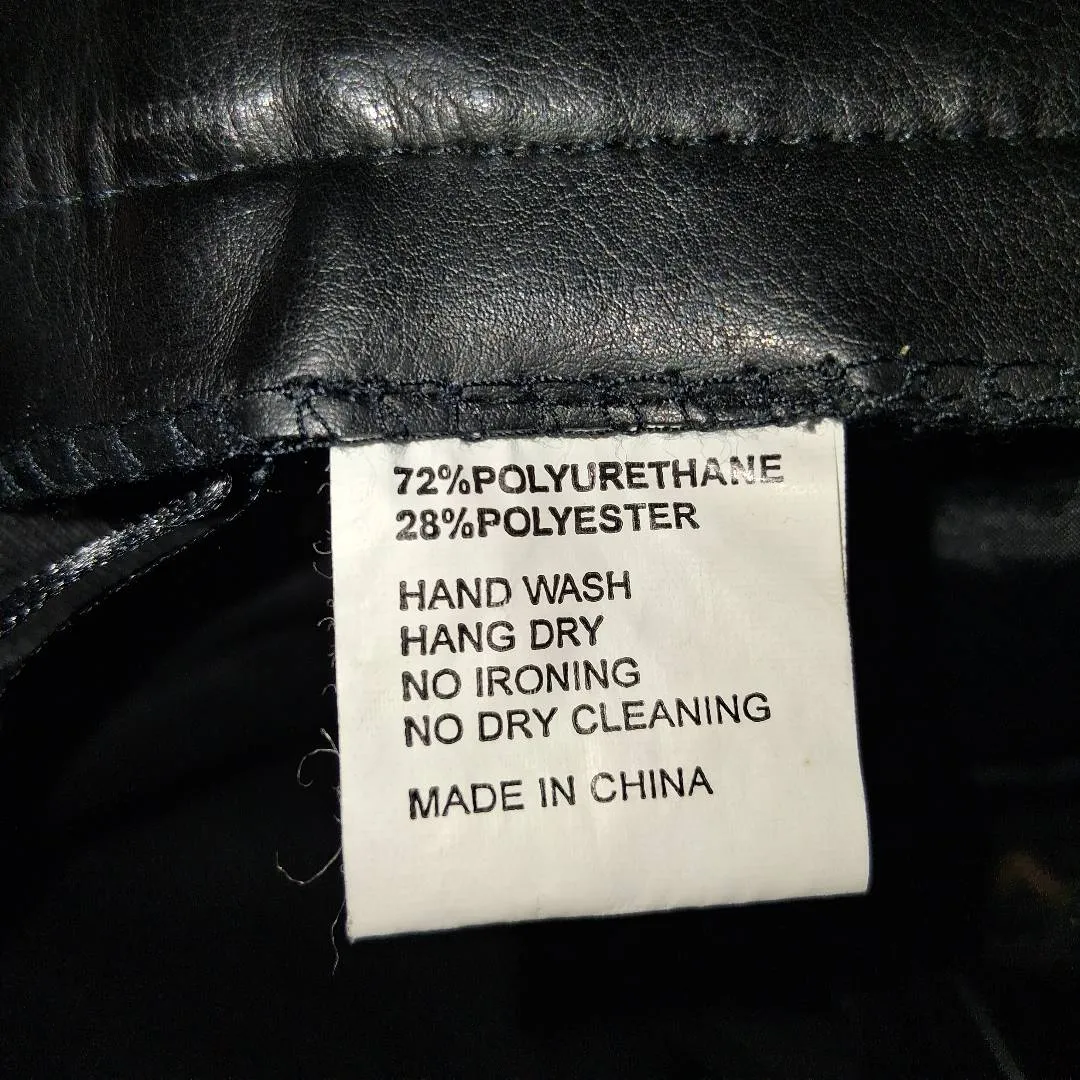 72%POLYURETHANE
28%POLYESTER
HAND WASH
HANG DRY
NO IRONING
NO DRY CLEANING
MADE IN CHINA